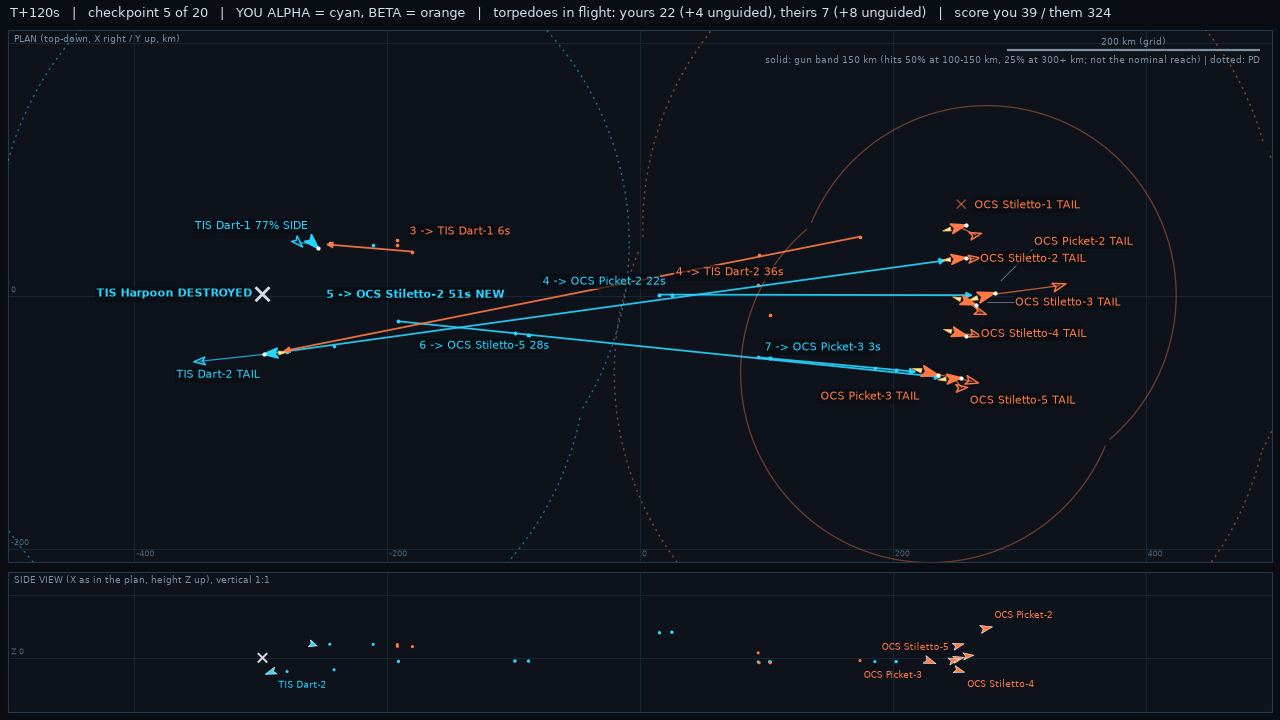 T+120s | checkpoint 5 of 20 | YOU ALPHA = cyan, BETA = orange | torpedoes in flight: yours 22 (+4 unguided), theirs 7 (+8 unguided) | score you 39 / them 324
PLAN (top-down, X right / Y up, km)
200 km (grid)
solid: gun band 150 km (hits 50% at 100-150 km, 25% at 300+ km; not the nominal reach) | dotted: PD
OCS Stiletto-1 TAIL
TIS Dart-1 77% SIDE
3 -> TIS Dart-1 6s
OCS Picket-2 TAIL
OCS Stiletto-2 TAIL
4 -> TIS Dart-2 36s
4 -> OCS Picket-2 22s
0
TIS Harpoon DESTROYED
5 -> OCS Stiletto-2 51s NEW
OCS Stiletto-3 TAIL
OCS Stiletto-4 TAIL
6 -> OCS Stiletto-5 28s
7 -> OCS Picket-3 3s
TIS Dart-2 TAIL
OCS Picket-3 TAIL
OCS Stiletto-5 TAIL
-200
-400
-200
0
200
400
SIDE VIEW (X as in the plan, height Z up), vertical 1:1
OCS Picket-2
OCS Stiletto-5
Z 0
OCS Picket-3
TIS Dart-2
OCS Stiletto-4